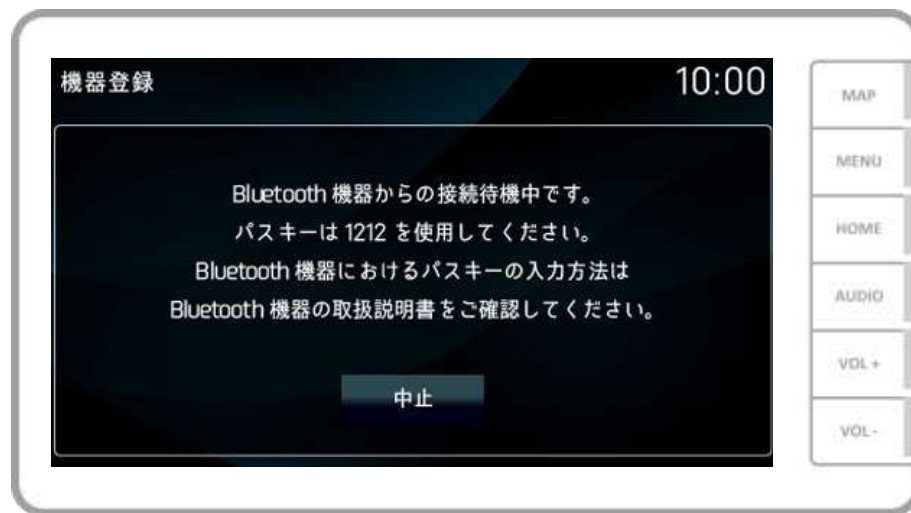 機器登録
10:00
Bluetooth 機器からの接続待機中です。
パスキーは 1212 を使用してください。
Bluetooth 機器におけるパスキーの入力方法は
Bluetooth 機器の取扱説明書をご確認してください。
中止
MAP
MENU
HOME
AUDIO
VOL +
VOL -